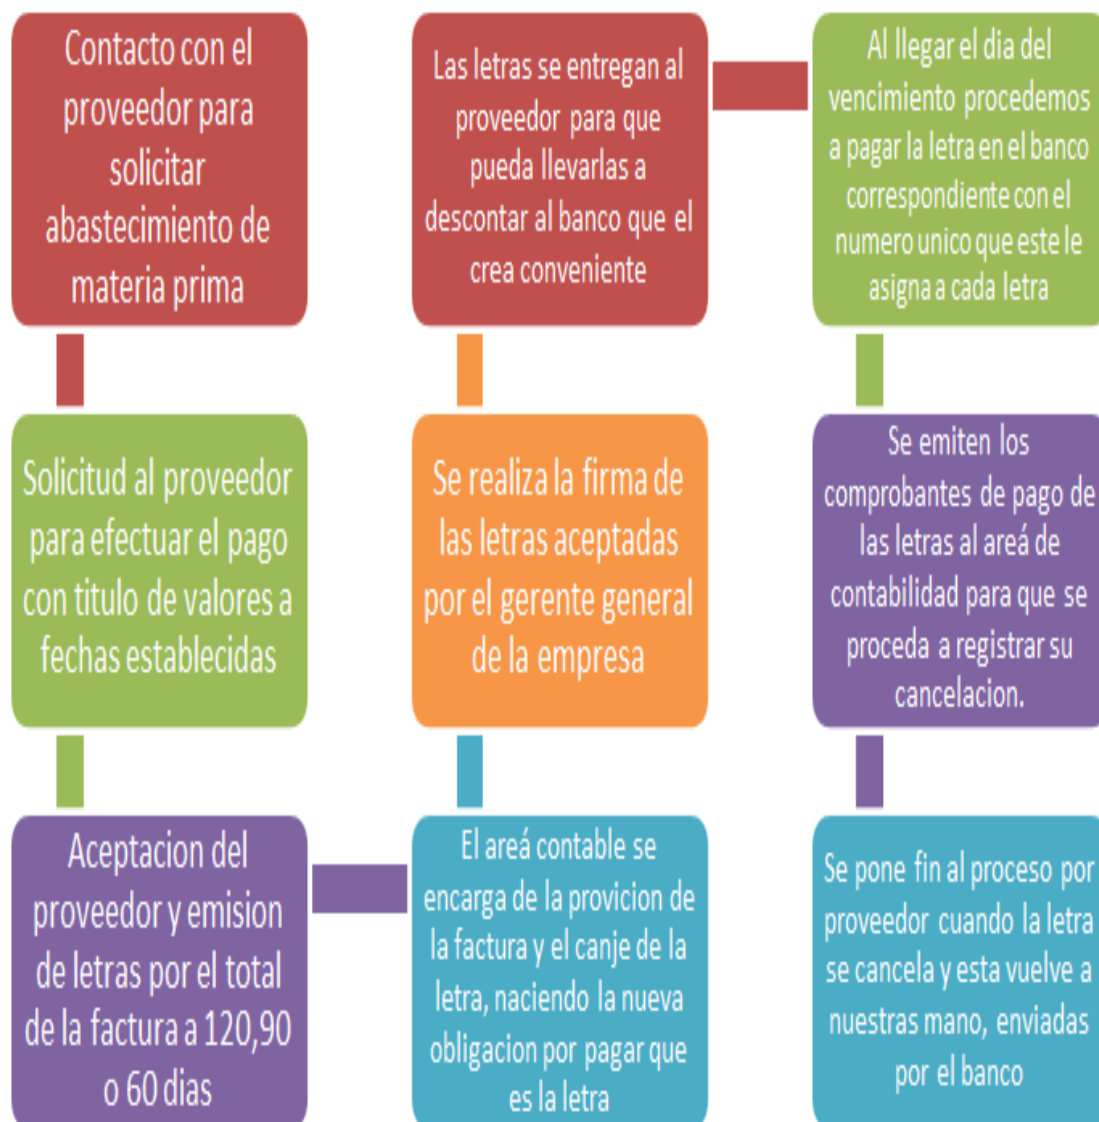 Contacto con el
proveedor para
solicitar
abastecimiento de
materia prima
Solicitud al proveedor
para efectuar el pago
con titulo de valores a
fechas establecidas
Aceptacion del
proveedor y emision
de letras por el total
de la factura a 120,90
o 60 dias
El areá contable se
encarga de la provicion de
la factura y el canje de la
letra, naciendo la nueva
obligacion por pagar que
es la letra
Se realiza la firma de
las letras aceptadas
por el gerente general
de la empresa
Las letras se entregan al
proveedor para que
pueda llevarlas a
descontar al banco que el
crea conveniente
Al llegar el dia del
vencimiento procedemos
a pagar la letra en el banco
correspondiente con el
numero unico que este le
asigna a cada letra
Se emiten los
comprobantes de pago de
las letras al areá de
contabilidad para que se
proceda a registrar su
cancelacion.
Se pone fin al proceso por
proveedor cuando la letra
se cancela y esta vuelve a
nuestras mano, enviadas
por el banco